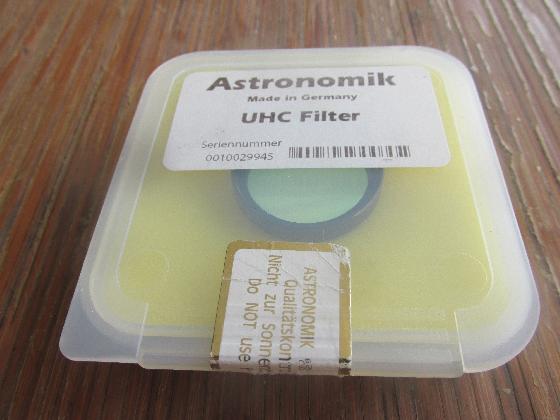 Astronomik
Made in Germany
UHC Filter
Seriennummer
0010029945
ASTRONOMIK
Qualitätskon
Nicht zur Sonne
Do NOT use